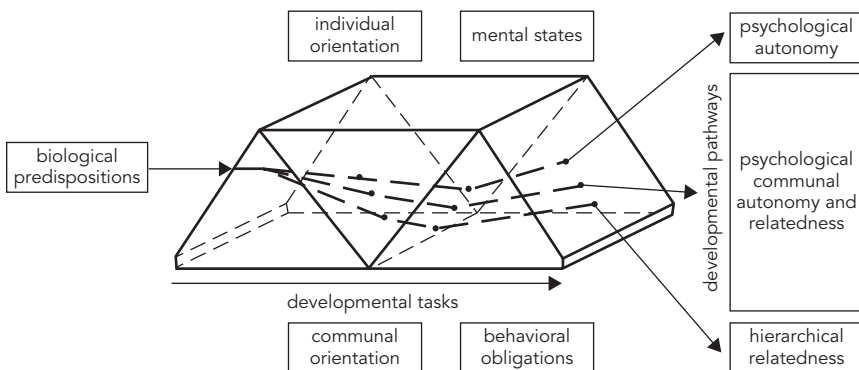 individual
orientation
mental states
psychological
autonomy
biological
predispositions
developmental pathways
psychological
communal
autonomy and
relatedness
developmental tasks
communal
orientation
behavioral
obligations
hierarchical
relatedness